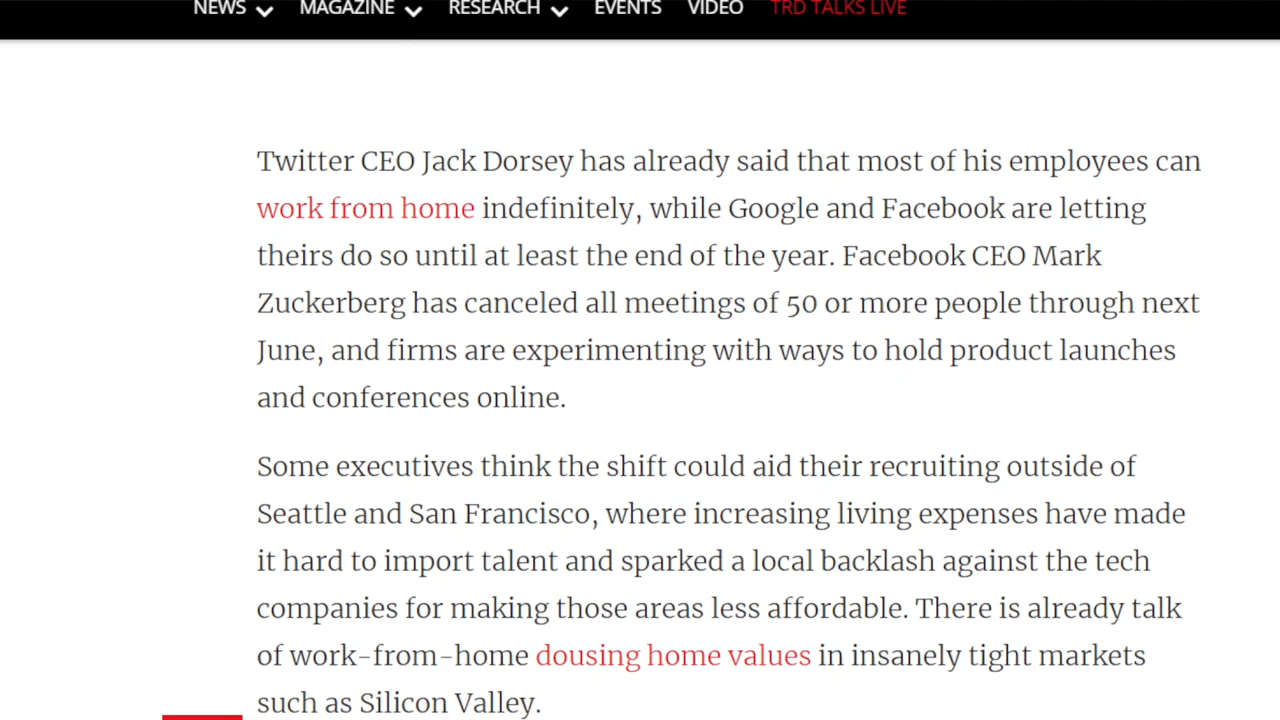 NEWS MAGAZINE RESEARCH EVENTS VIDEO TRD TALKS LIVE
Twitter CEO Jack Dorsey has already said that most of his employees can
work from home indefinitely, while Google and Facebook are letting
theirs do so until at least the end of the year. Facebook CEO Mark
Zuckerberg has canceled all meetings of 50 or more people through next
June, and firms are experimenting with ways to hold product launches
and conferences online.
Some executives think the shift could aid their recruiting outside of
Seattle and San Francisco, where increasing living expenses have made
it hard to import talent and sparked a local backlash against the tech
companies for making those areas less affordable. There is already talk
of work-from-home dousing home values in insanely tight markets
such as Silicon Valley.